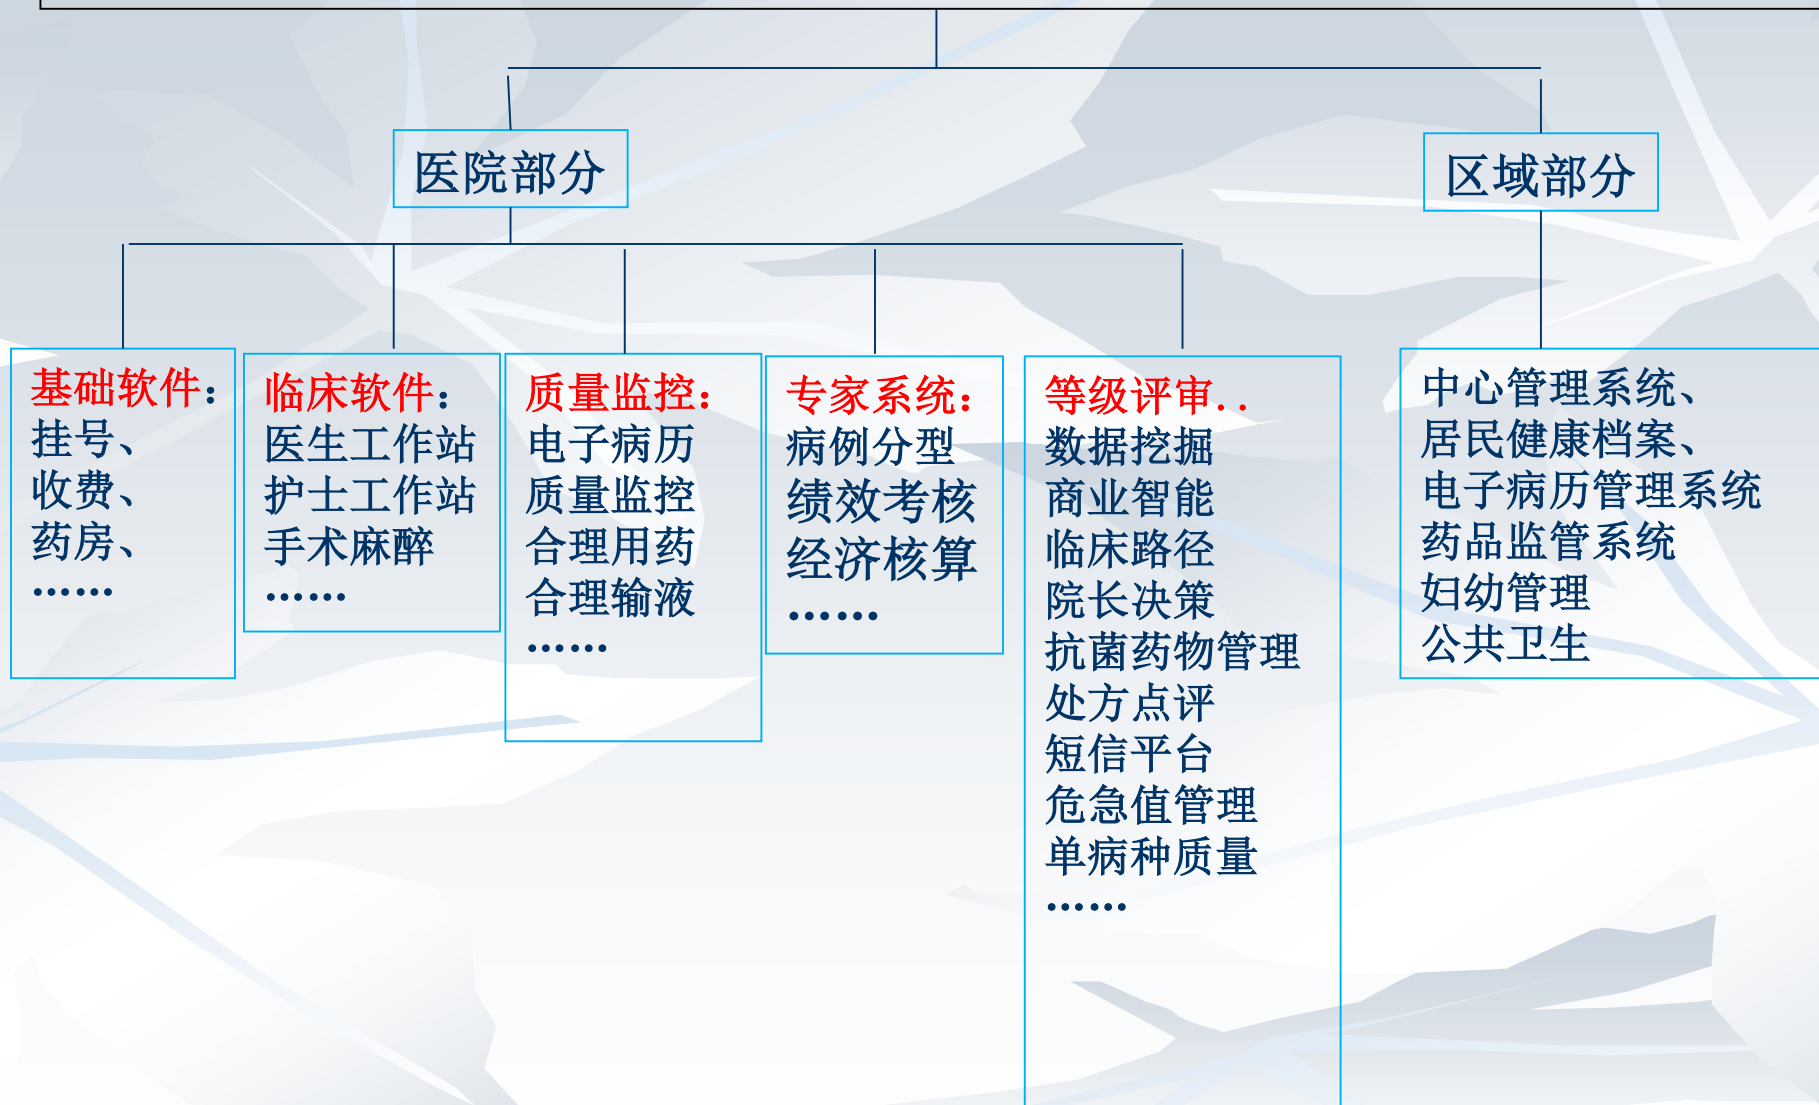 医院部分
区域部分
基础软件：
挂号、
收费、
药房、
……
临床软件：
医生工作站
护士工作站
手术麻醉
……
质量监控：
电子病历
质量监控
合理用药
合理输液
……
专家系统：
病例分型
绩效考核
经济核算
……
等级评审..
数据挖掘
商业智能
临床路径
院长决策
抗菌药物管理
处方点评
短信平台
危急值管理
单病种质量
……
中心管理系统、
居民健康档案、
电子病历管理系统
药品监管系统
妇幼管理
公共卫生